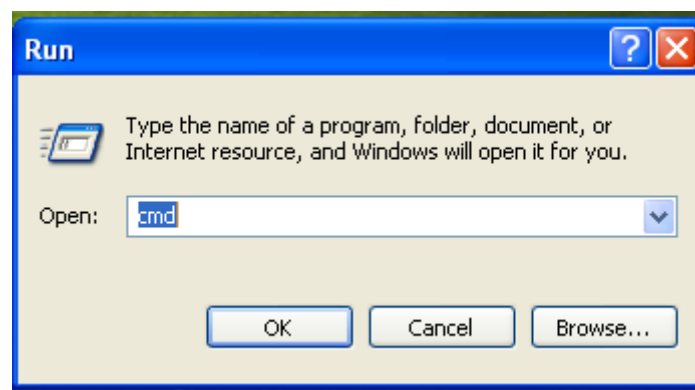 Run
Type the name of a program, folder, document, or
Internet resource, and Windows will open it for you.
Open: cmd
OK Cancel Browse...